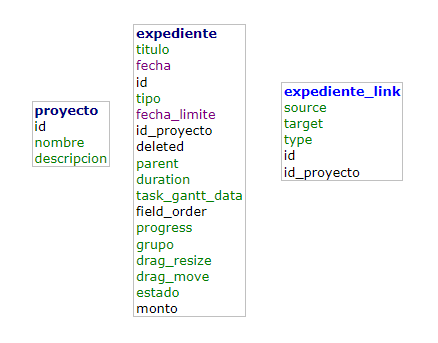 proyecto
id
nombre
descripcion
expediente
titulo
fecha
id
tipo
fecha_limite
id_proyecto
deleted
parent
duration
task_gantt_data
field_order
progress
grupo
drag_resize
drag_move
estado
monto
expediente_link
source
target
type
id
id_proyecto